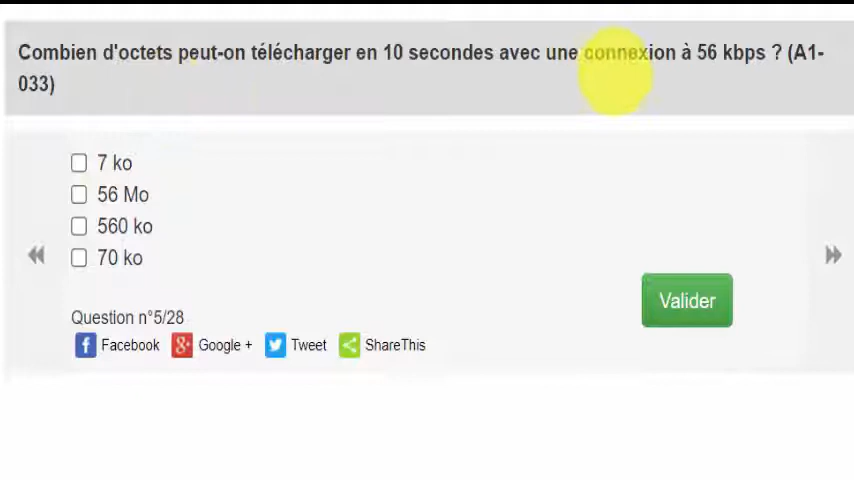 Combien d'octets peut-on télécharger en 10 secondes avec une connexion à 56 kbps ? (A1-
033)
7 ko
56 Mo
560 ko
70 ko
Valider
Question n°5/28
Facebook Google + Tweet ShareThis